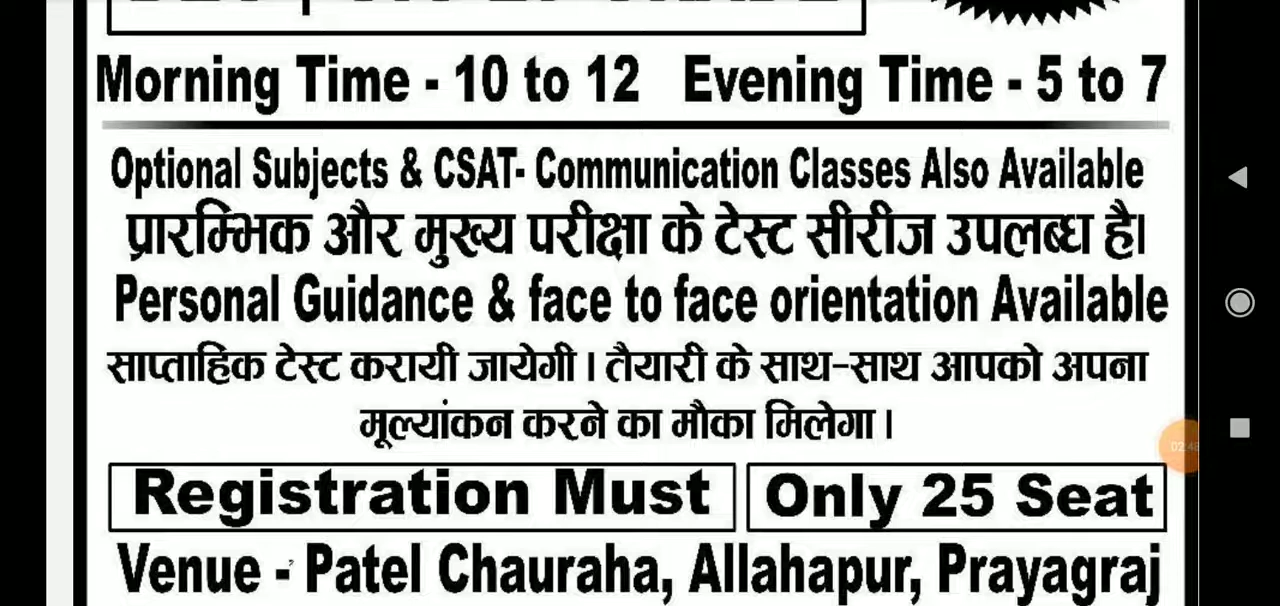 Morning Time - 10 to 12 Evening Time - 5 to 7
Optional Subjects & CSAT- Communication Classes Also Available
प्रारम्भिक और मुख्य परीक्षा के टेस्ट सीरीज उपलब्ध है।
Personal Guidance & face to face orientation Available
साप्ताहिक टेस्ट करायी जायेगी। तैयारी के साथ-साथ आपको अपना
मूल्यांकन करने का मौका मिलेगा।
Registration Must Only 25 Seat
Venue - Patel Chauraha, Allahapur, Prayagraj
02:48